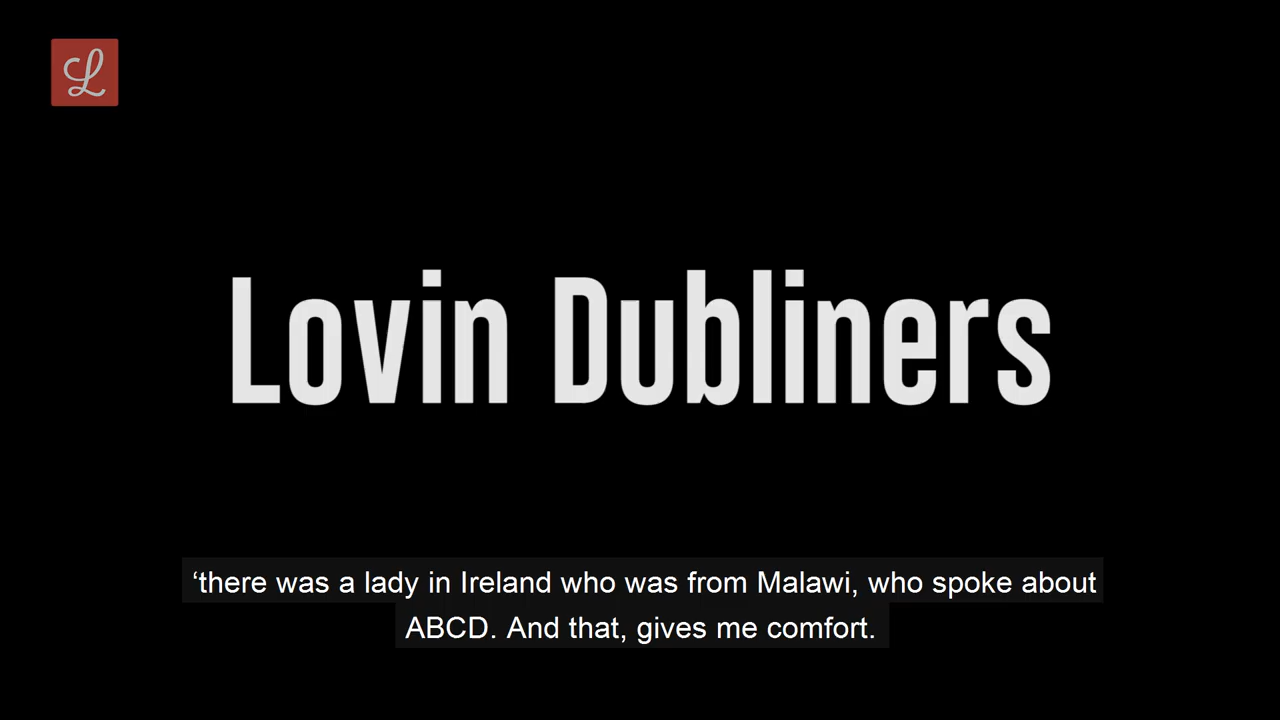 L
Lovin Dubliners
‘there was a lady in Ireland who was from Malawi, who spoke about
ABCD. And that, gives me comfort.